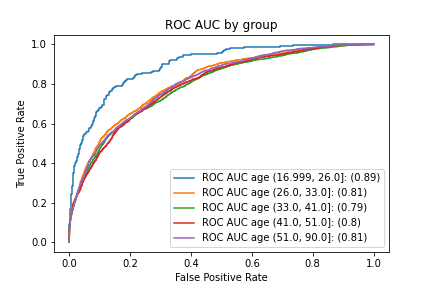 ROC AUC by group
1.0
0.8
0.6
0.4
0.2
0.0
True Positive Rate
ROC AUC age (16.999, 26.0]: (0.89)
ROC AUC age (26.0, 33.0]: (0.81)
ROC AUC age (33.0, 41.0]: (0.79)
ROC AUC age (41.0, 51.0]: (0.8)
ROC AUC age (51.0, 90.0]: (0.81)
0.0 0.2 0.4 0.6 0.8 1.0
False Positive Rate